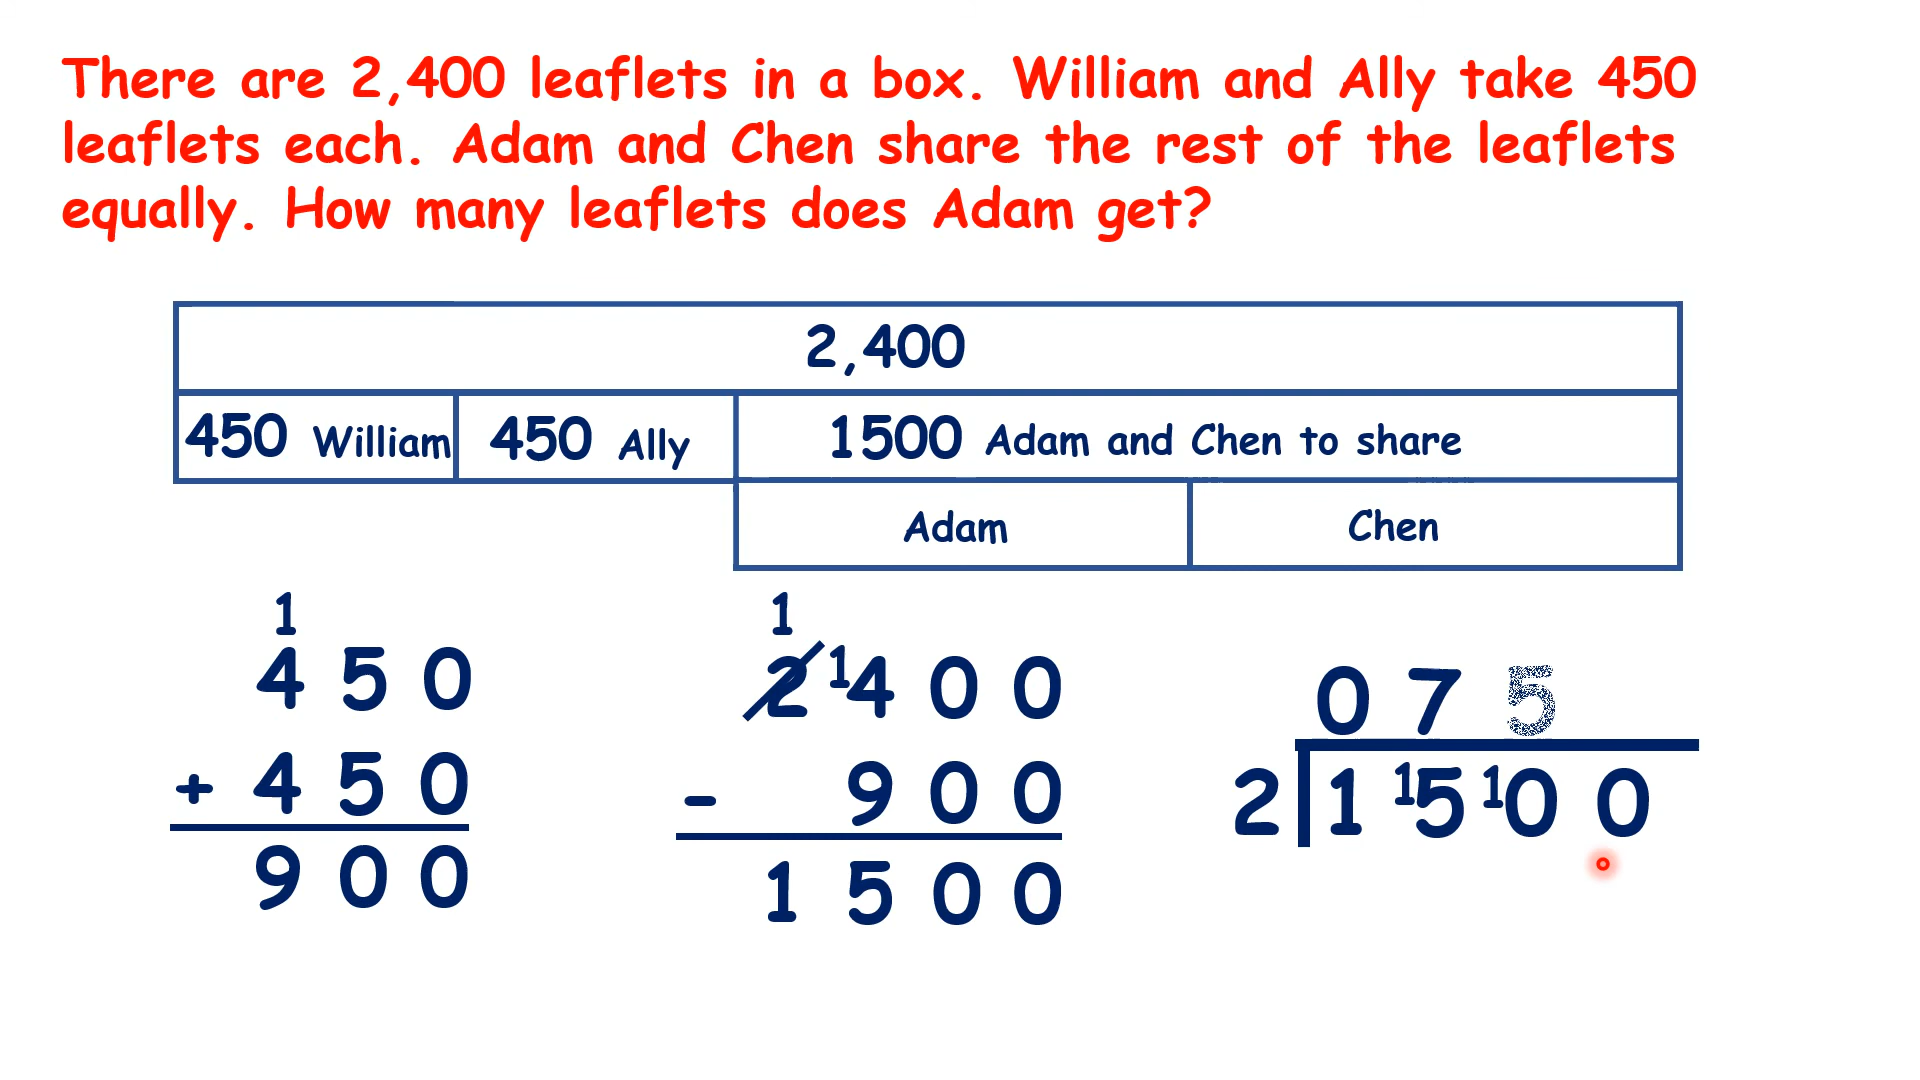 There are 2,400 leaflets in a box. William and Ally take 450
leaflets each. Adam and Chen share the rest of the leaflets
equally. How many leaflets does Adam get?
2,400
450 William 450 Ally 1500 Adam and Chen to share
Adam Chen
1
4 5 0
+ 4 5 0
9 0 0
1
2 14 0 0
- 9 0 0
1 5 0 0
0 7 5
2 1 15 10 0